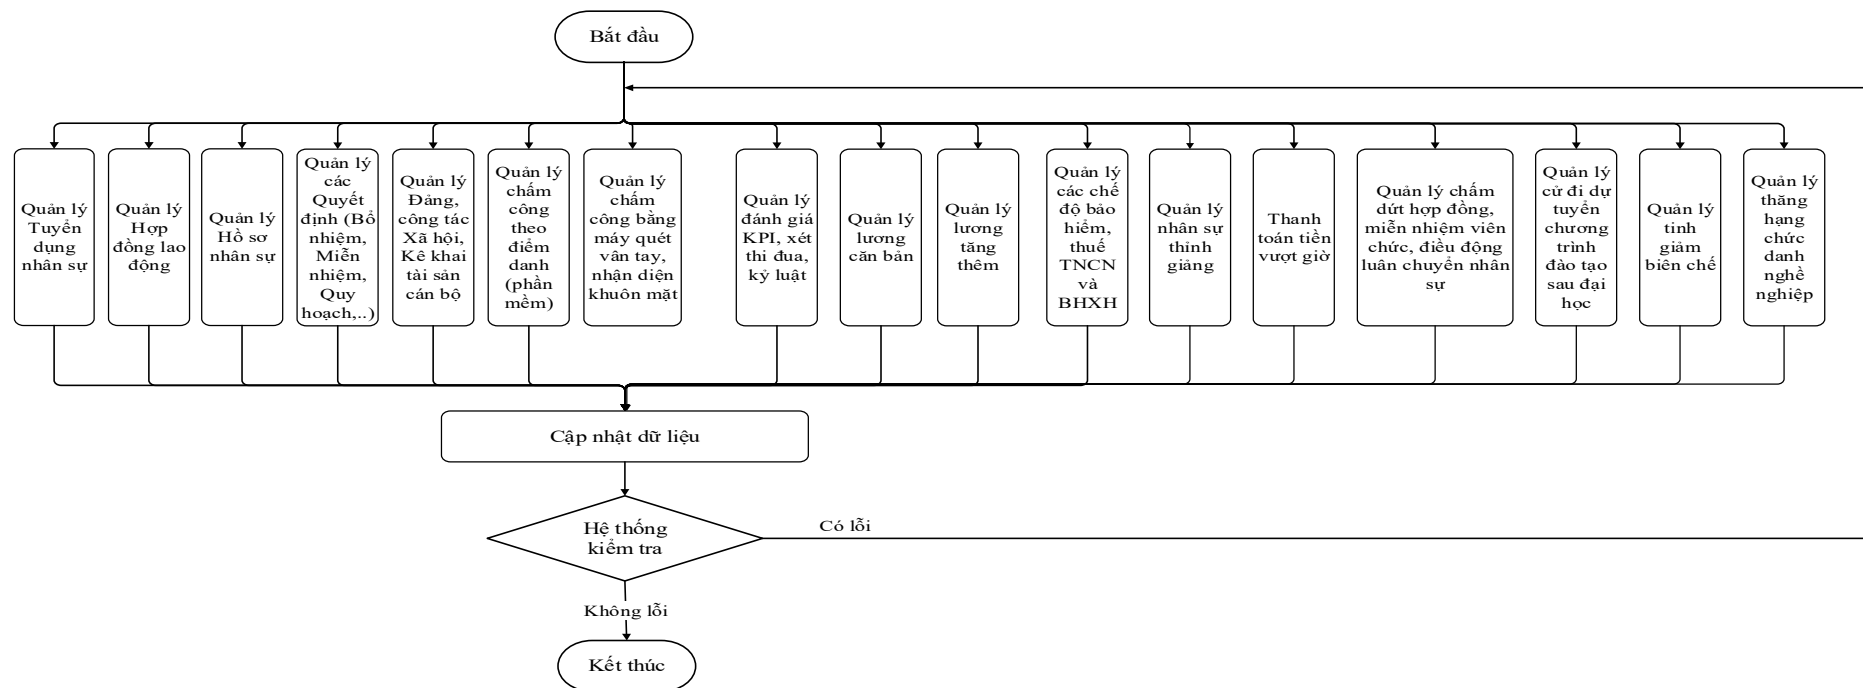 Bắt đầu
Quản lý
Tuyển
dụng
nhân sự
Quản lý
Hợp
đồng lao
động
Quản lý
Hồ sơ
nhân sự
Quản lý
các
Quyết
định (Bổ
nhiệm,
Miễn
nhiệm,
Quy
hoạch,..)
Quản lý
Đảng,
công tác
Xã hội,
Kê khai
tài sản
cán bộ
Quản lý
chấm
công
theo
điểm
danh
(phần
mềm)
Quản lý
chấm
công bằng
máy quét
vân tay,
nhận diện
khuôn mặt
Quản lý
đánh giá
KPI, xét
thi đua,
kỷ luật
Quản lý
lương
căn bản
Quản lý
lương
tăng
thêm
Quản lý
các chế
độ bảo
hiểm,
thuế
TNCN
và
BHXH
Quản lý
nhân sự
thỉnh
giảng
Thanh
toán tiền
vượt giờ
Quản lý chấm
dứt hợp đồng,
miễn nhiệm viên
chức, điều động
luân chuyển nhân
sự
Quản lý
cử đi dự
tuyển
chương
trình
đào tạo
sau đại
học
Quản lý
tinh
giảm
biên chế
Quản lý
thăng
hạng
chức
danh
nghề
nghiệp
Cập nhật dữ liệu
Hệ thống
kiểm tra
Có lỗi
Không lỗi
Kết thúc